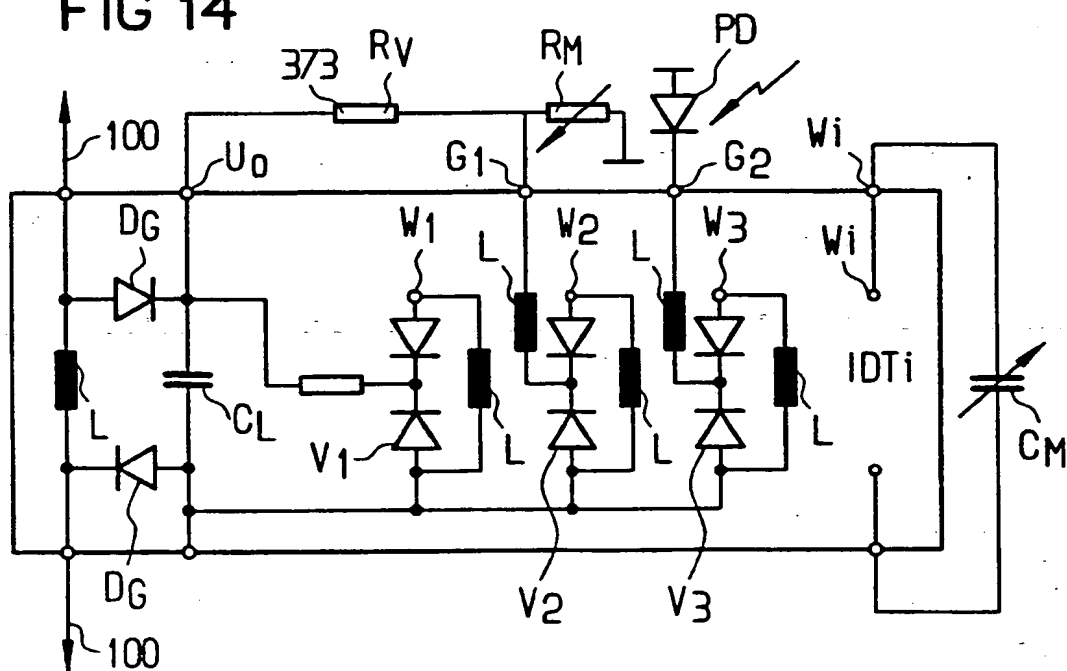 FIG 14
373 RV RM PD
100 U0 G1 G2 Wi
DG W1 L W2 L W3 Wi
IDTi
L CL V1 L L L CM
DG V2 V3
100